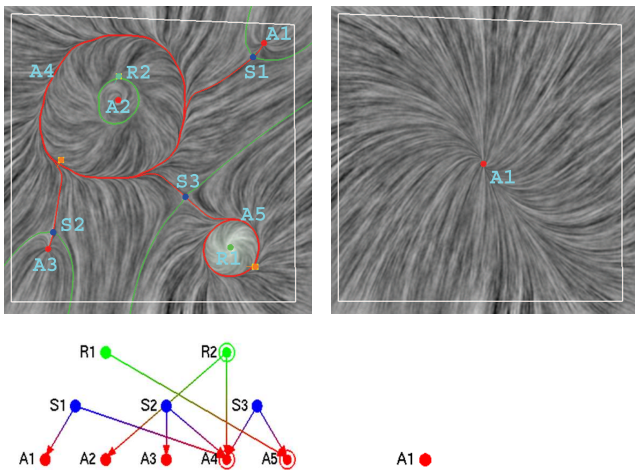 A1
A4
R2
S1
A2
S3
A1
A5
S2
R1
A3
R1 R2
S1 S2 S3
A1 A2 A3 A4 A5 A1